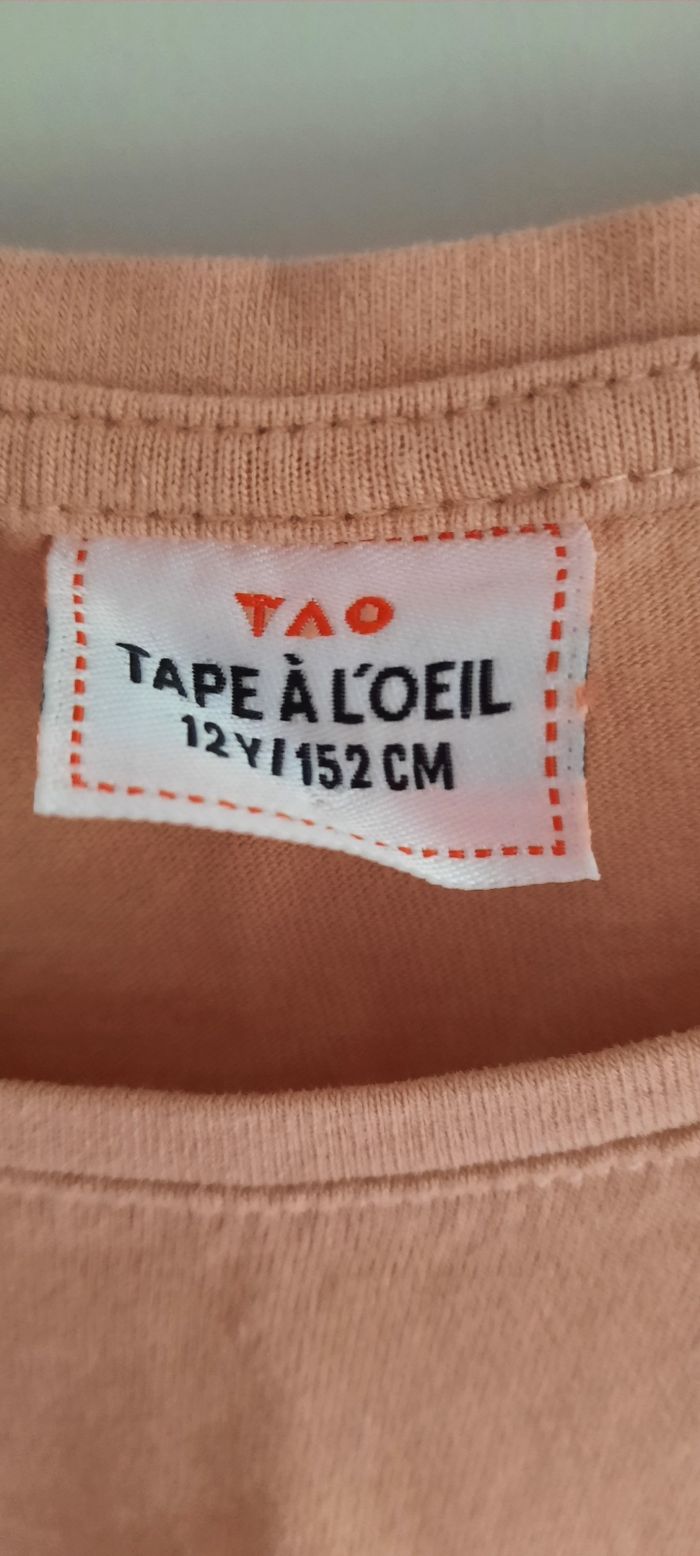 TAO
TAPE À L'OEIL
12Y/152 CM